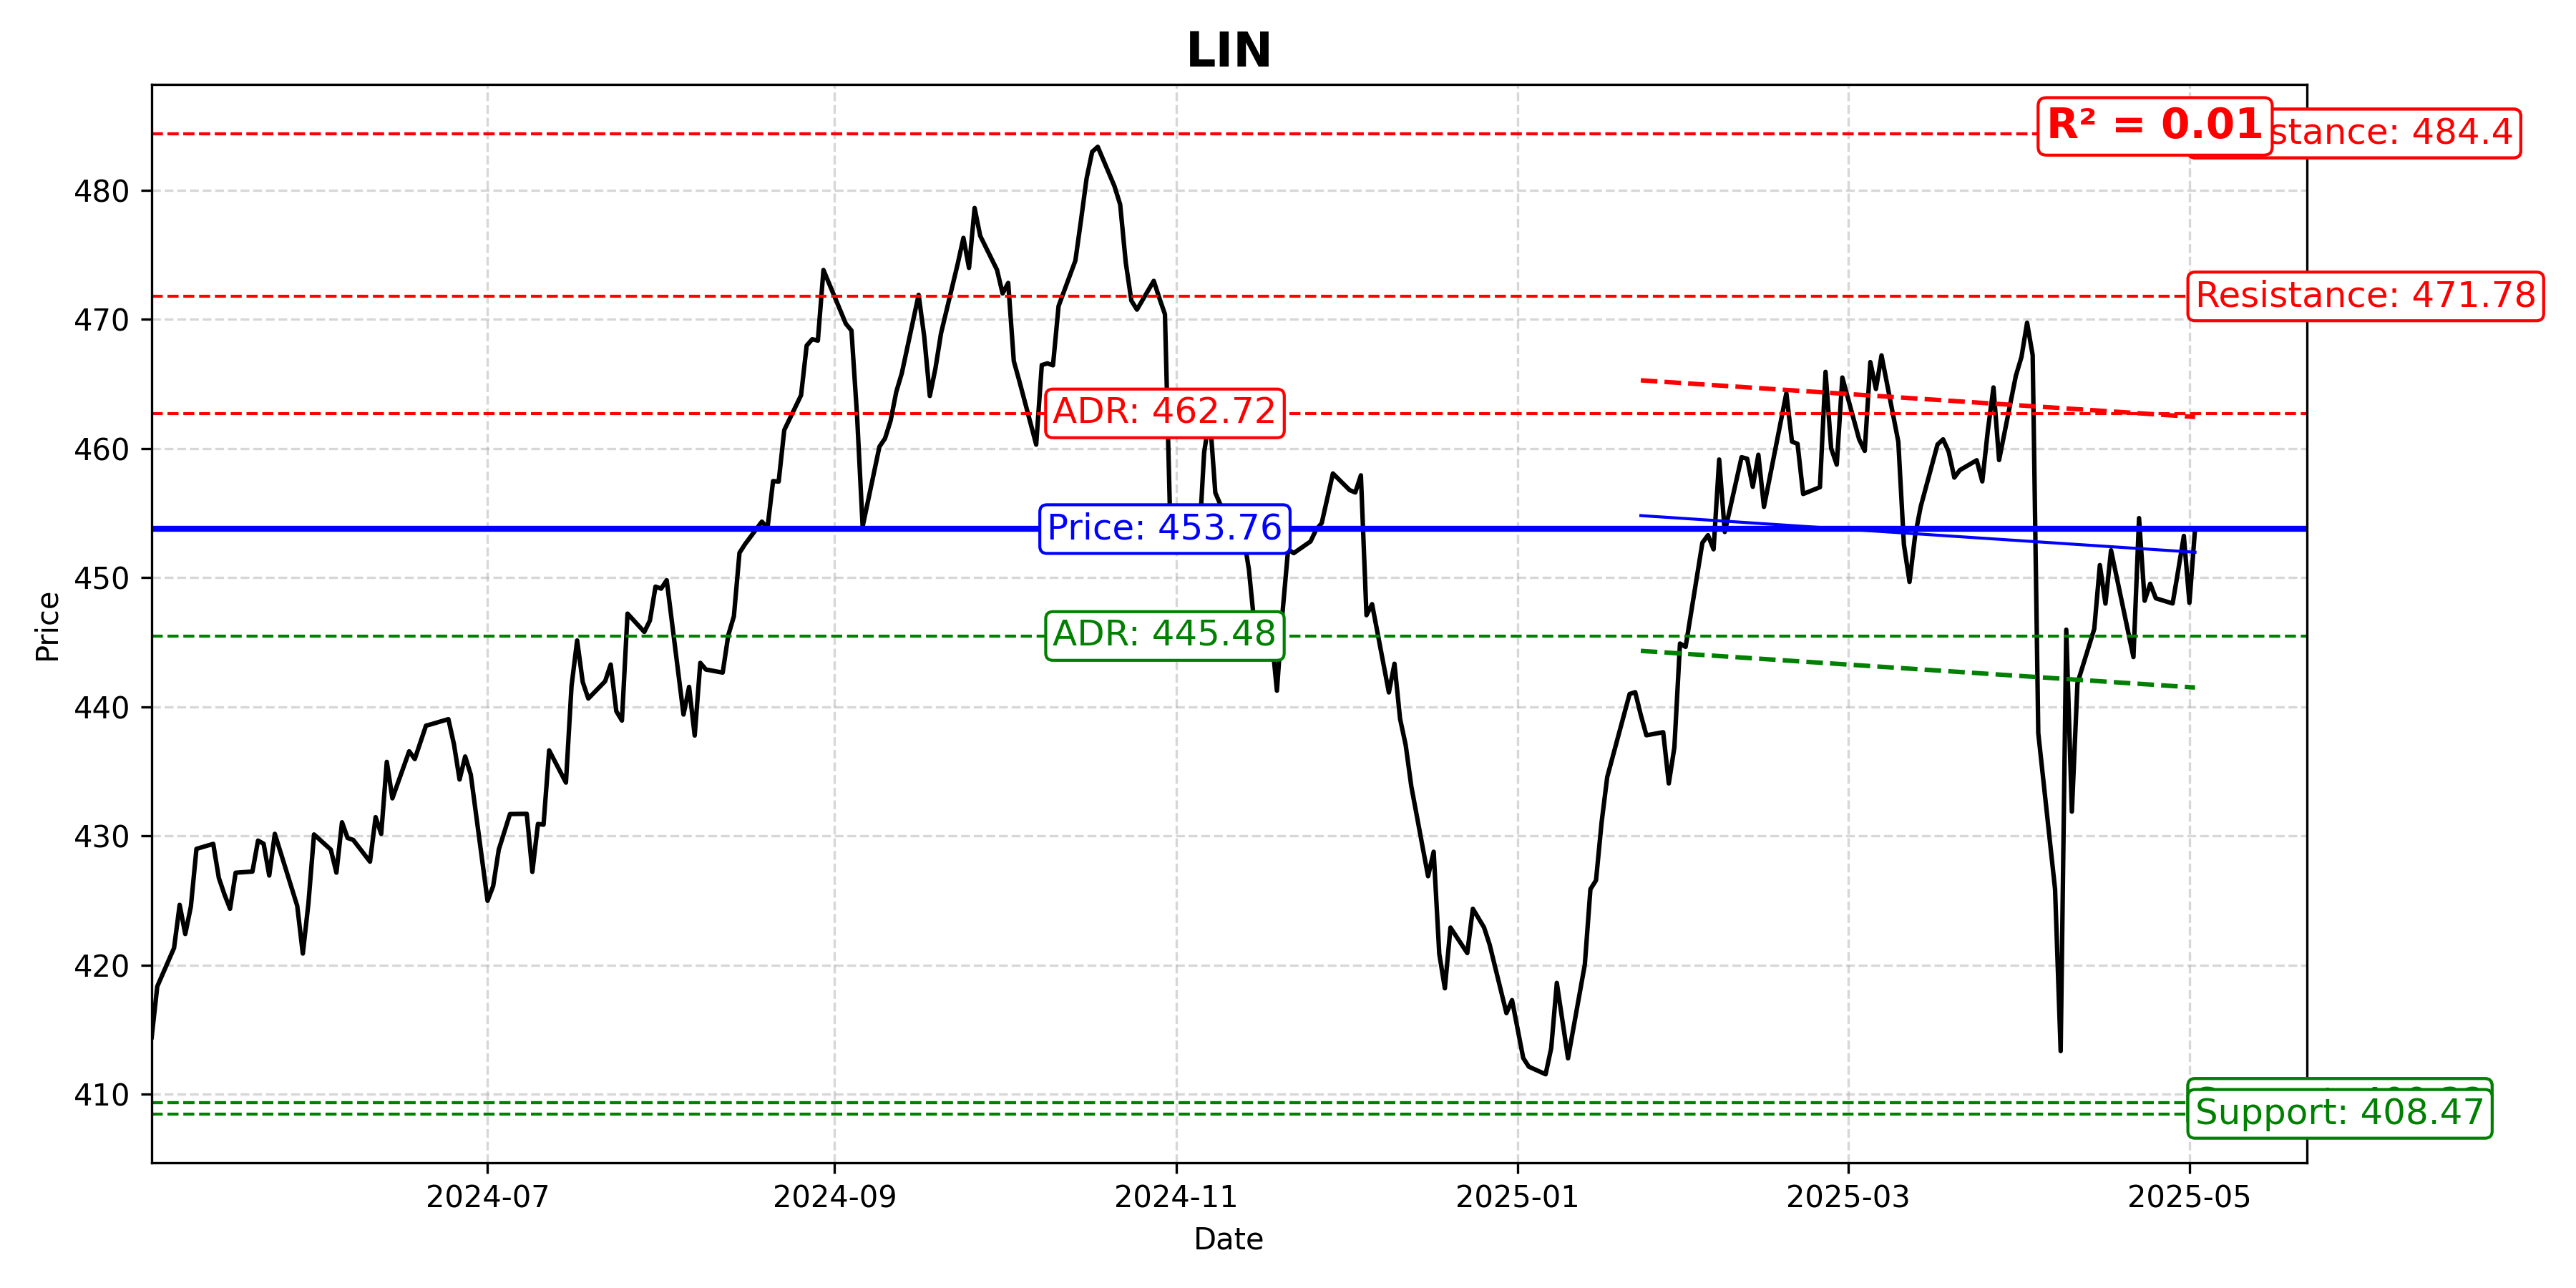 LIN
R² = 0.01
stance: 484.4
480
Resistance: 471.78
470
ADR: 462.72
460
Price: 453.76
450
ADR: 445.48
440
430
420
410
Support: 408.47
Price
2024-07
2024-09
2024-11
2025-01
2025-03
2025-05
Date